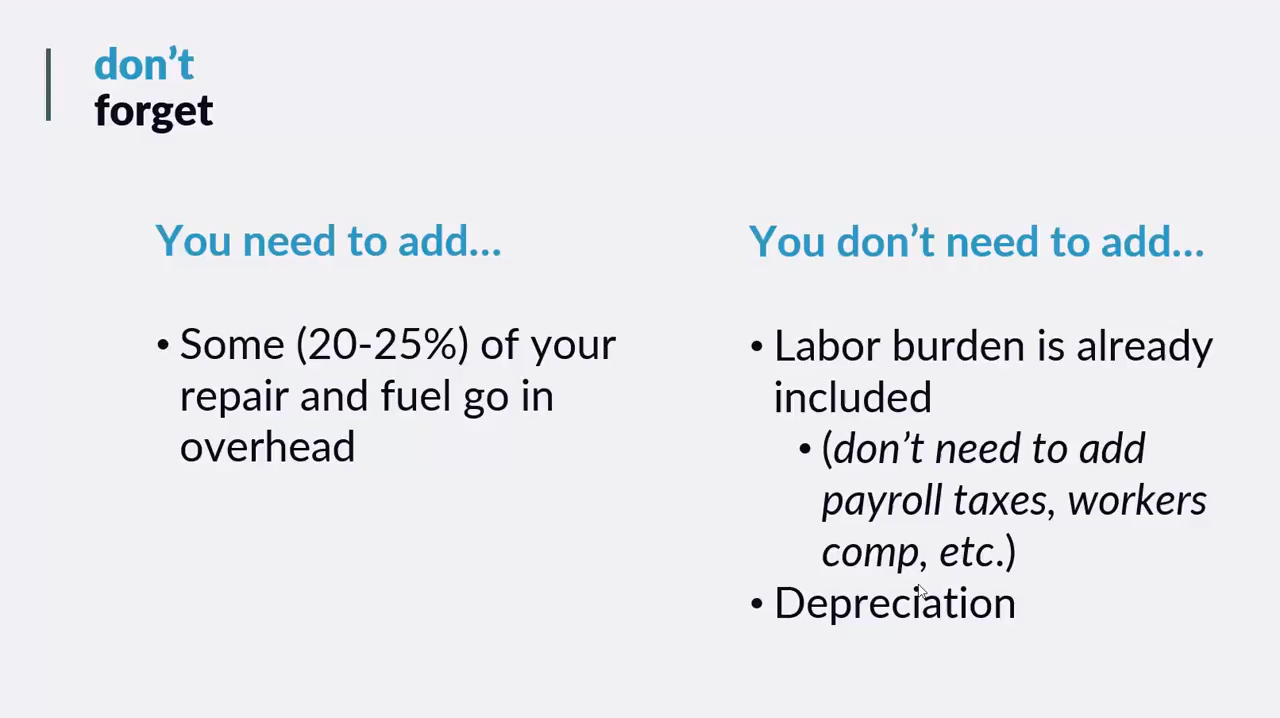 don’t
forget
You need to add...
• Some (20-25%) of your
repair and fuel go in
overhead
You don’t need to add...
• Labor burden is already
included
• (don’t need to add
payroll taxes, workers
comp, etc.)
• Depreciation